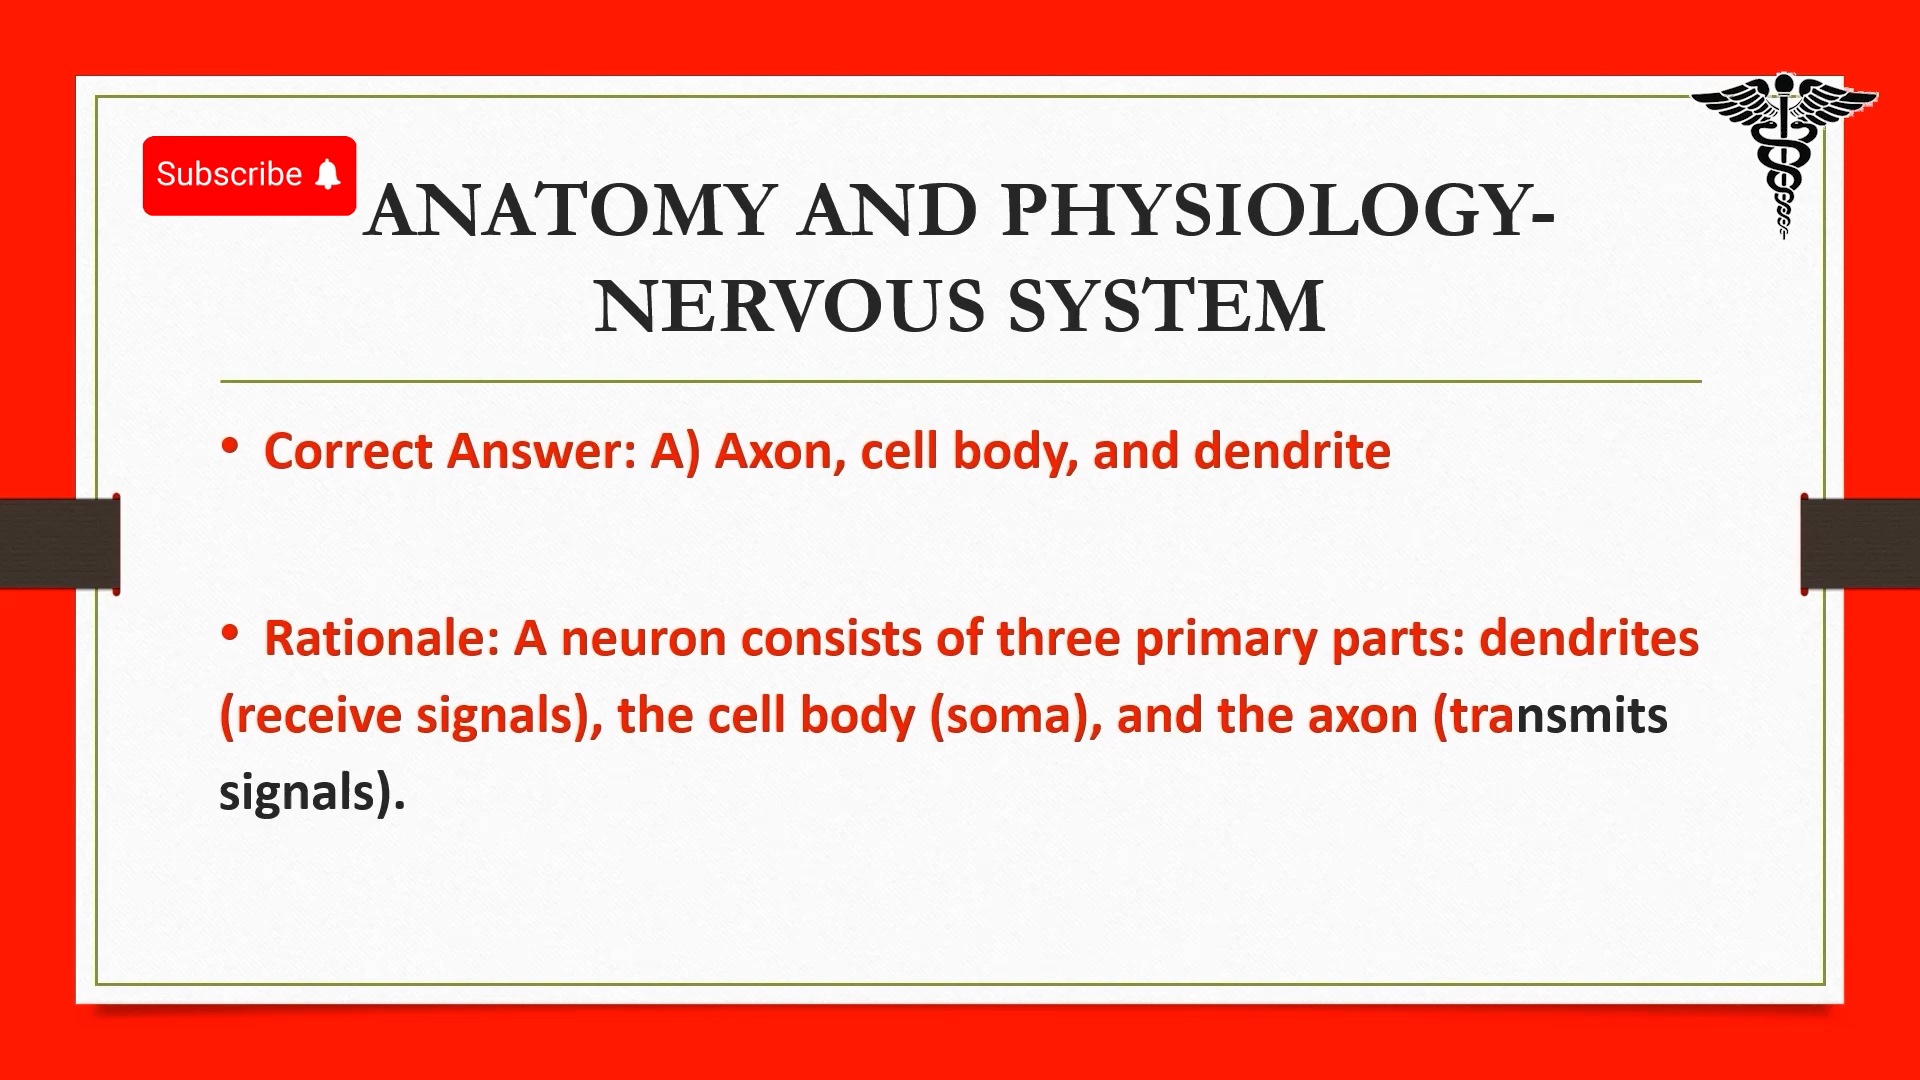 Subscribe
ANATOMY AND PHYSIOLOGY-
NERVOUS SYSTEM
• Correct Answer: A) Axon, cell body, and dendrite
• Rationale: A neuron consists of three primary parts: dendrites
(receive signals), the cell body (soma), and the axon (transmits
signals).